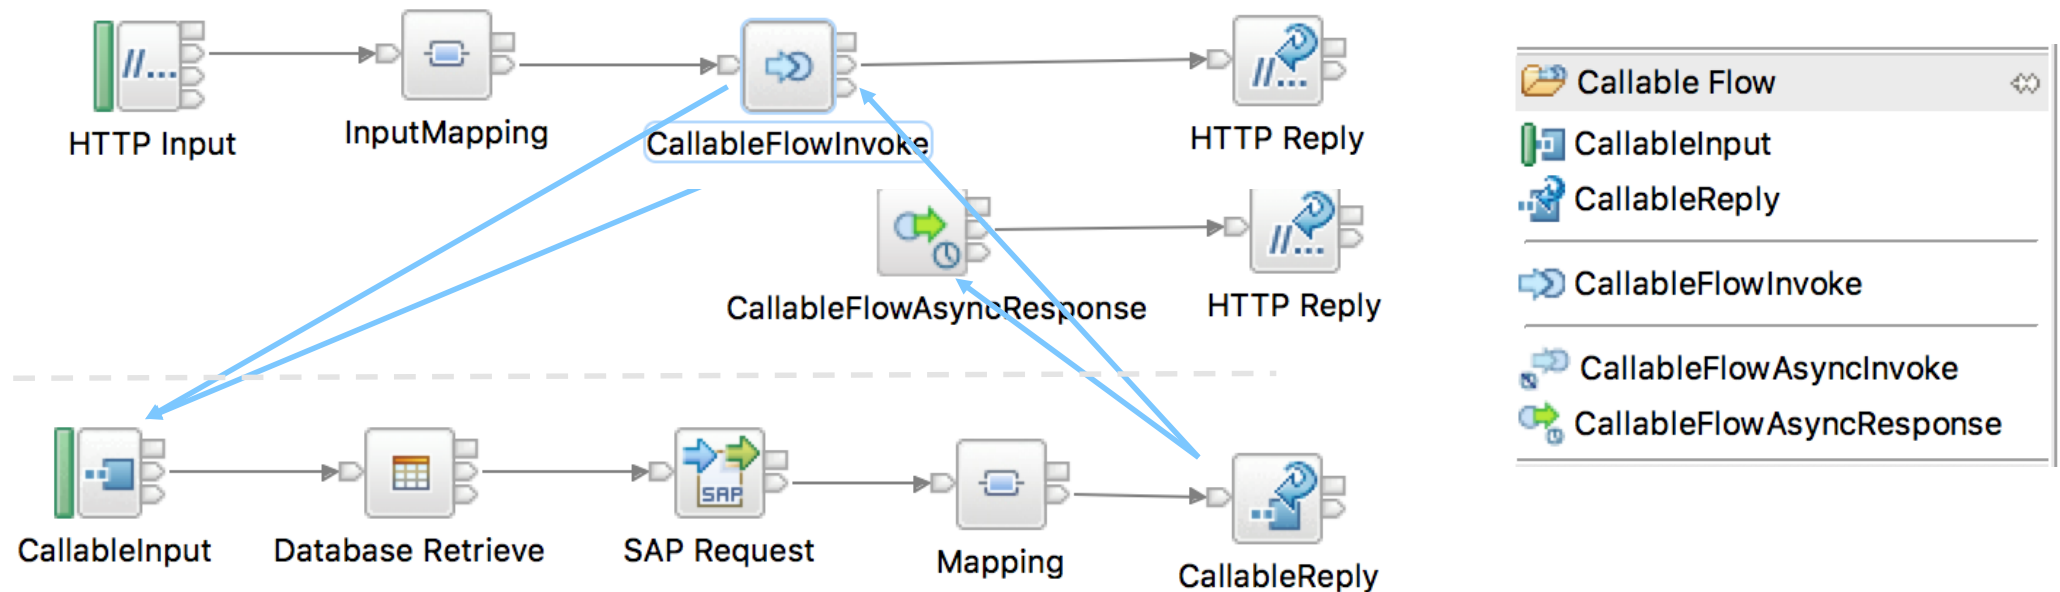 //...
HTTP Input
InputMapping
CallableFlowInvoke
//...
HTTP Reply
CallableFlowAsyncResponse
//...
HTTP Reply
CallableInput
Database Retrieve
SAP
SAP Request
Mapping
CallableReply
Callable Flow
CallableInput
CallableReply
CallableFlowInvoke
CallableFlowAsyncInvoke
CallableFlowAsyncResponse